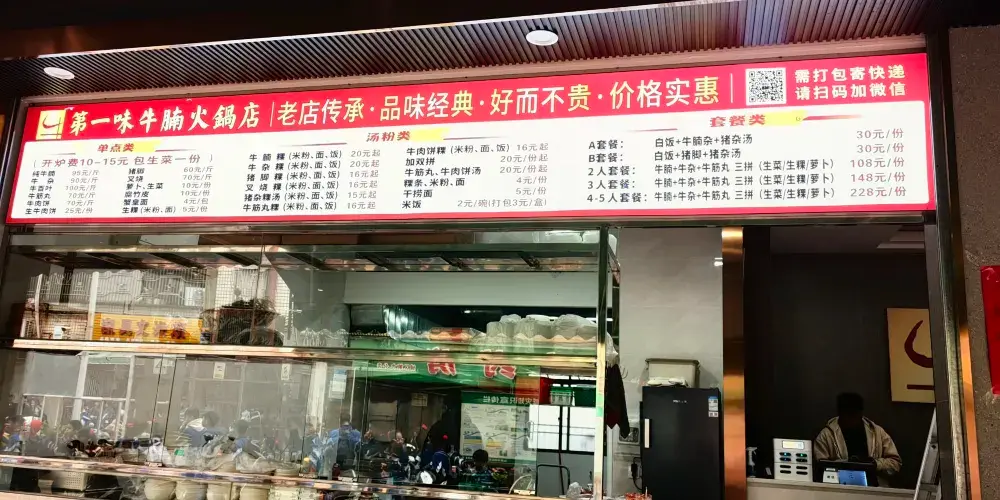 第一味牛腩火鍋店
老店传承·品味经典·好而不贵·价格实惠
需打包寄快递
请扫码加微信
单点类
(开炉费10-15元 包生菜一份)
纯牛腩 95元/斤
牛杂 50元/斤
牛百叶 100元/斤
牛筋丸 70元/斤
牛肉饼 70元/斤
生牛肉饼 25元/份
猪脚 60元/斤
叉烧 70元/斤
萝卜、生菜 10元/份
腐竹皮 10元/份
蟹皇面 4元/包
生粿(米粉、面) 5元/份
汤粉类
牛腩粿(米粉、面、饭) 20元起
牛杂粿(米粉、面、饭) 20元起
猪脚粿(米粉、面、饭) 20元起
叉烧粿(米粉、面、饭) 16元起
猪杂粿汤(米粉、面、饭) 15元起
牛筋丸粿(米粉、面、饭) 16元起
牛肉饼粿(米粉、面、饭) 16元起
加双拼 20元/份起
牛筋丸、牛肉饼汤 20元/份起
粿条、米、面 4元/份
干捞面 5元/份
米饭 2元/碗(打包3元/盒)
套餐类
A套餐: 白饭+牛腩杂+猪杂汤 30元/份
B套餐: 白饭+猪脚+猪杂汤 30元/份
2人套餐: 牛腩+牛杂+牛筋丸 三拼(生菜/生粿/萝卜) 108元/份
3人套餐: 牛腩+牛杂+牛筋丸 三拼(生菜/生粿/萝卜) 148元/份
4-5人套餐: 牛腩+牛杂+牛筋丸 三拼(生菜/生粿/萝卜) 228元/份